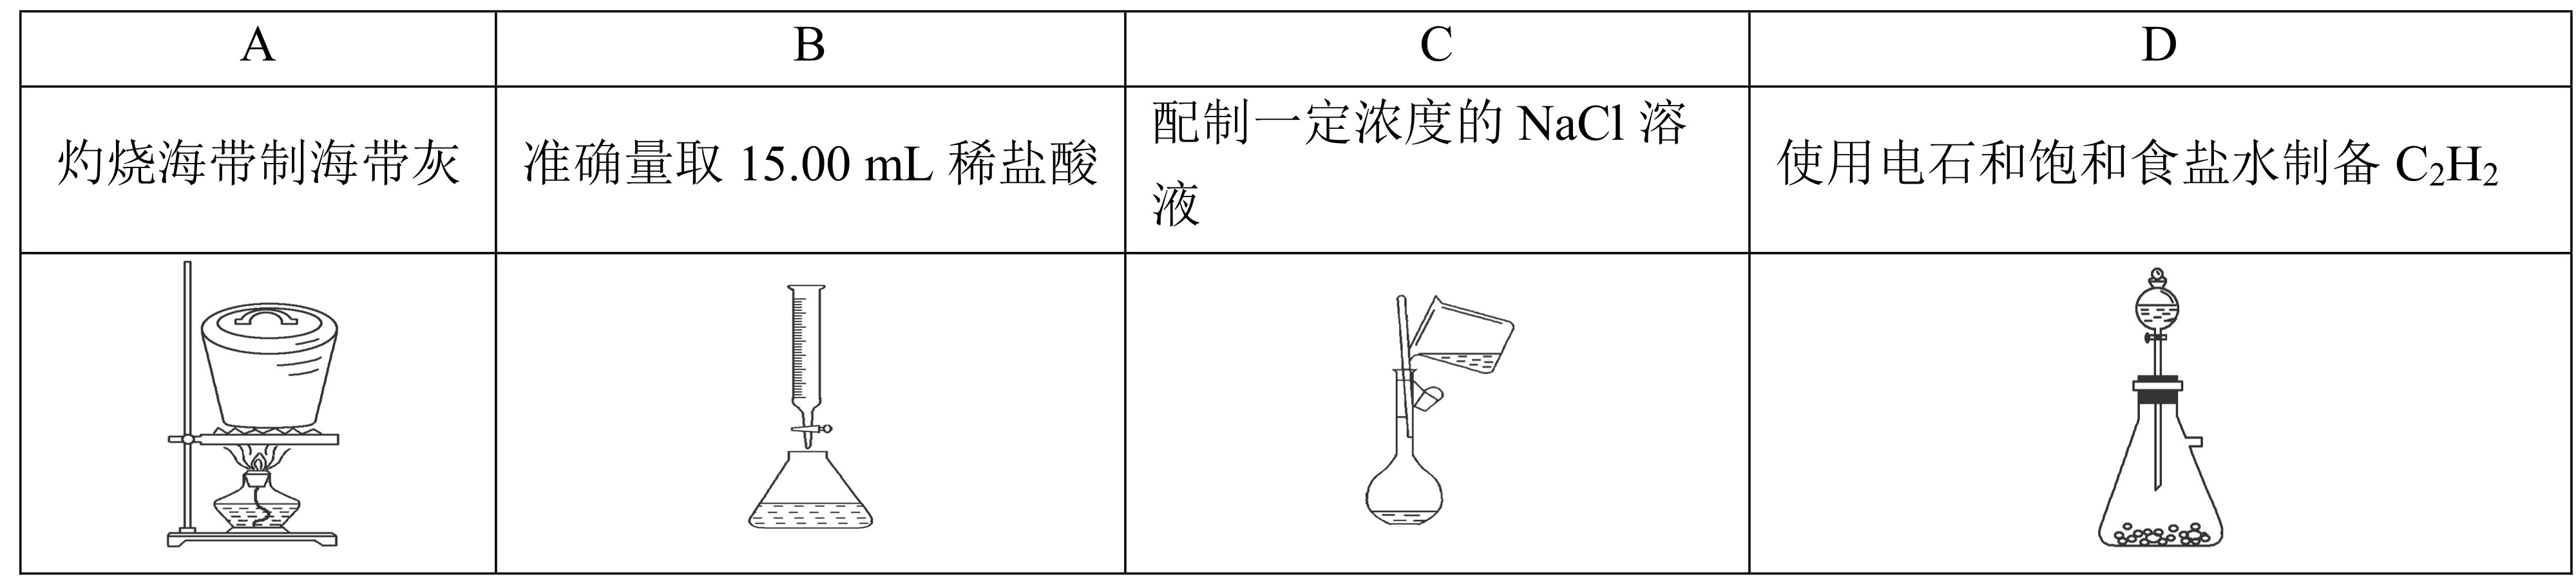 A
B
C
D
灼烧海带制海带灰
准确量取 15.00 mL 稀盐酸
配制一定浓度的 NaCl 溶
液
使用电石和饱和食盐水制备 C₂H₂